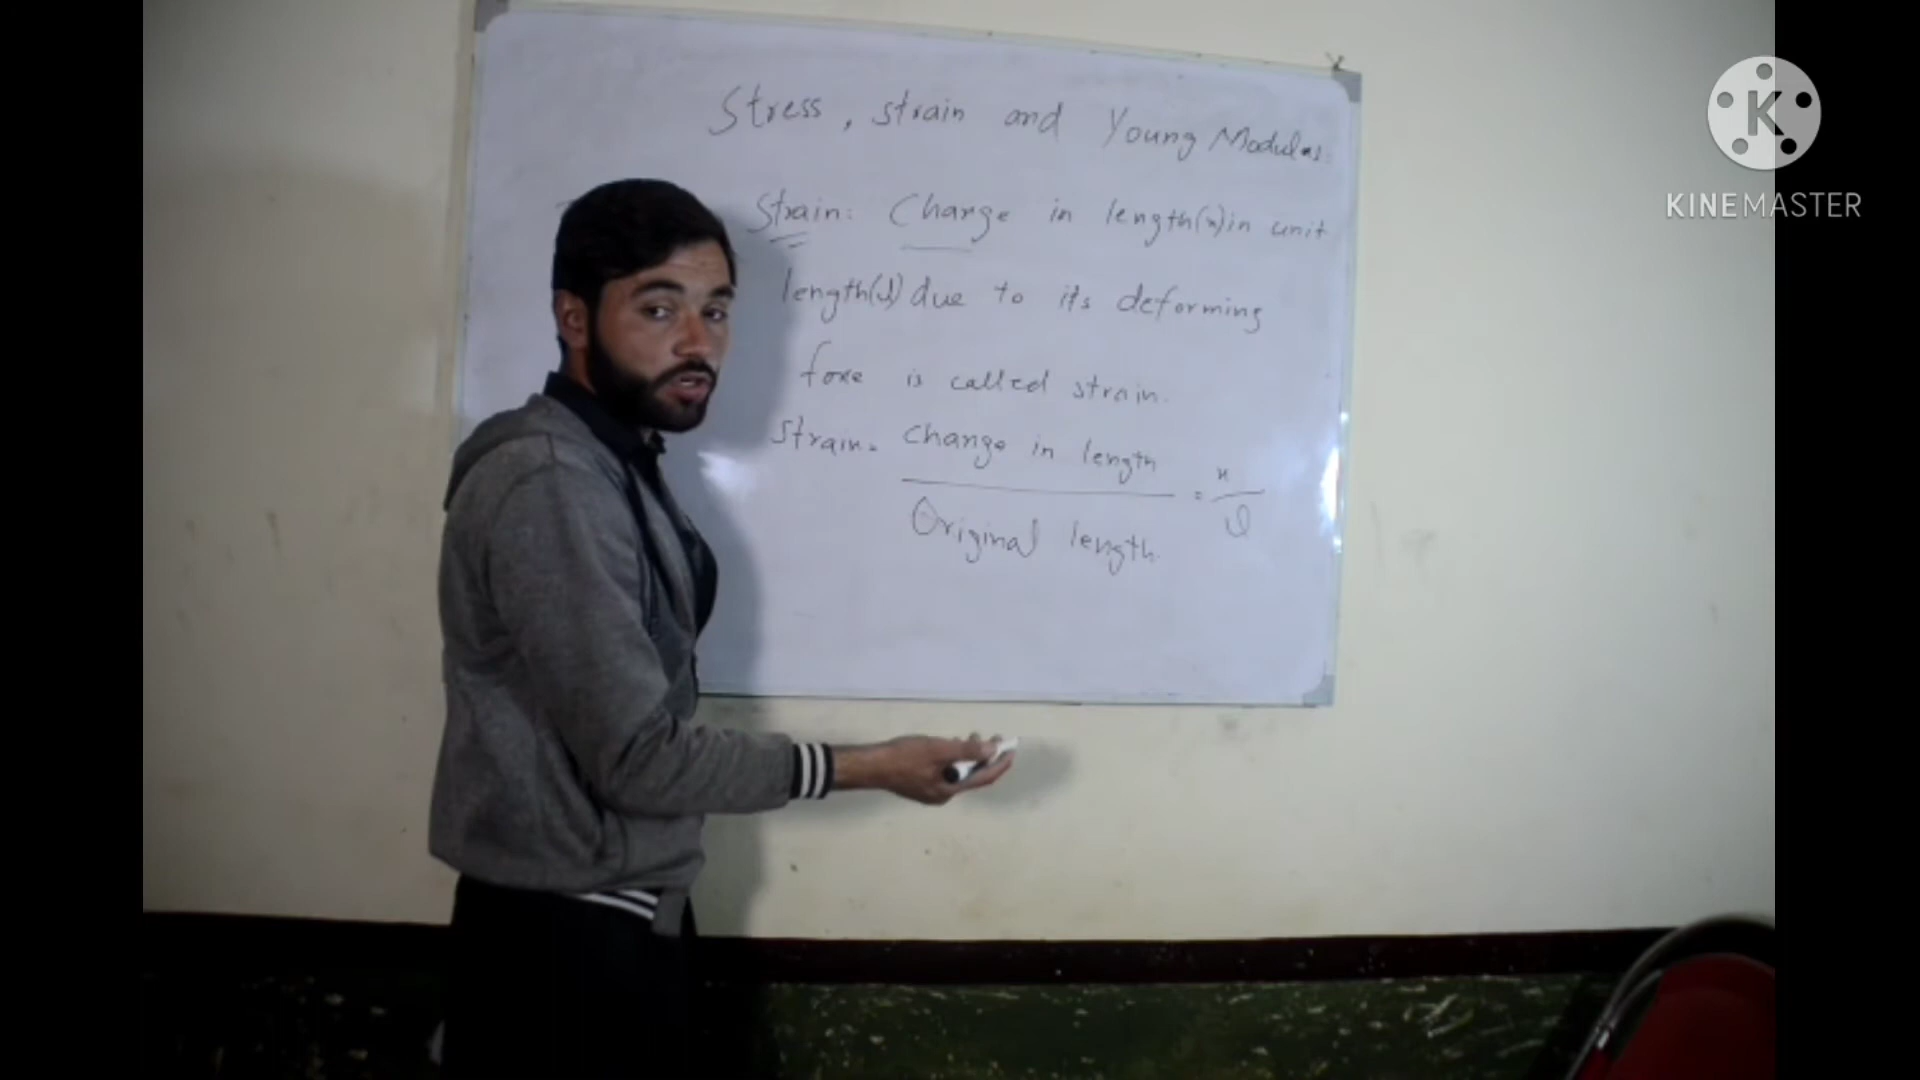 Stress, strain and Young Modulus.
Strain: Change in length(x)in unit
length(l) due to its deforming
force is called strain.
Strain = Change in length
= x
Original length.
l
KINEMASTER